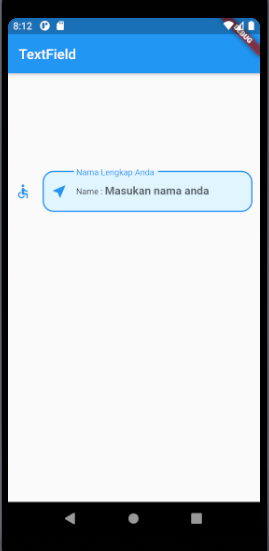 8:12
DEBUG
TextField
Nama Lengkap Anda
Name : Masukan nama anda